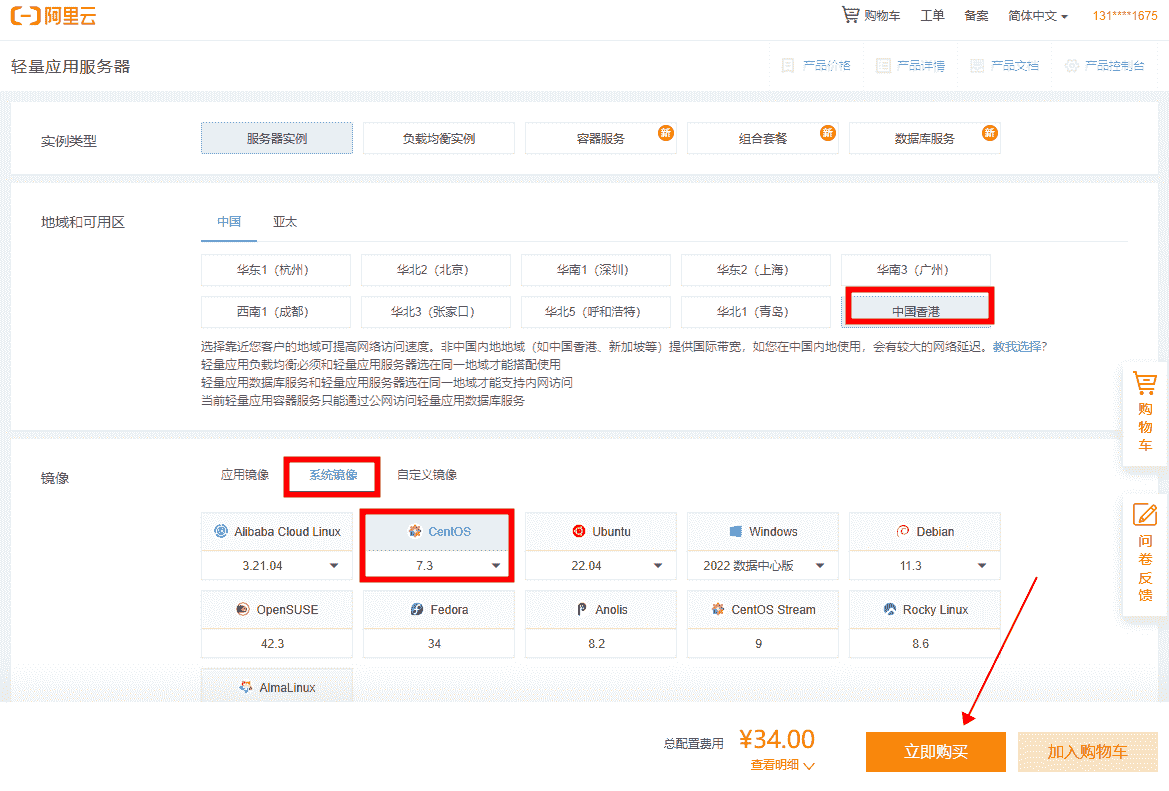 阿里云 购物车 工单 备案 简体中文 131****1675
轻量应用服务器 产品价格 产品详情 产品文档 产品控制台
实例类型 服务器实例 负载均衡实例 容器服务 新 组合套餐 新 数据库服务 新
地域和可用区 中国 亚太
华东1（杭州） 华北2（北京） 华南1（深圳） 华东2（上海） 华南3（广州）
西南1（成都） 华北3（张家口） 华北5（呼和浩特） 华北1（青岛） 中国香港
选择靠近您客户的地域可提高网络访问速度。非中国内地地域（如中国香港、新加坡等）提供国际带宽，如您在中国内地使用，会有较大的网络延迟。教我选择?
轻量应用负载均衡必须和轻量应用服务器选在同一地域才能搭配使用
轻量应用数据库服务和轻量应用服务器选在同一地域才能支持内网访问
当前轻量应用容器服务只能通过公网访问轻量应用数据库服务
购物车
镜像 应用镜像 系统镜像 自定义镜像
Alibaba Cloud Linux CentOS Ubuntu Windows Debian
3.21.04 7.3 22.04 2022 数据中心版 11.3
问卷反馈
OpenSUSE Fedora Anolis CentOS Stream Rocky Linux
42.3 34 8.2 9 8.6
AlmaLinux
总配置费用 ¥34.00
查看明细
立即购买 加入购物车